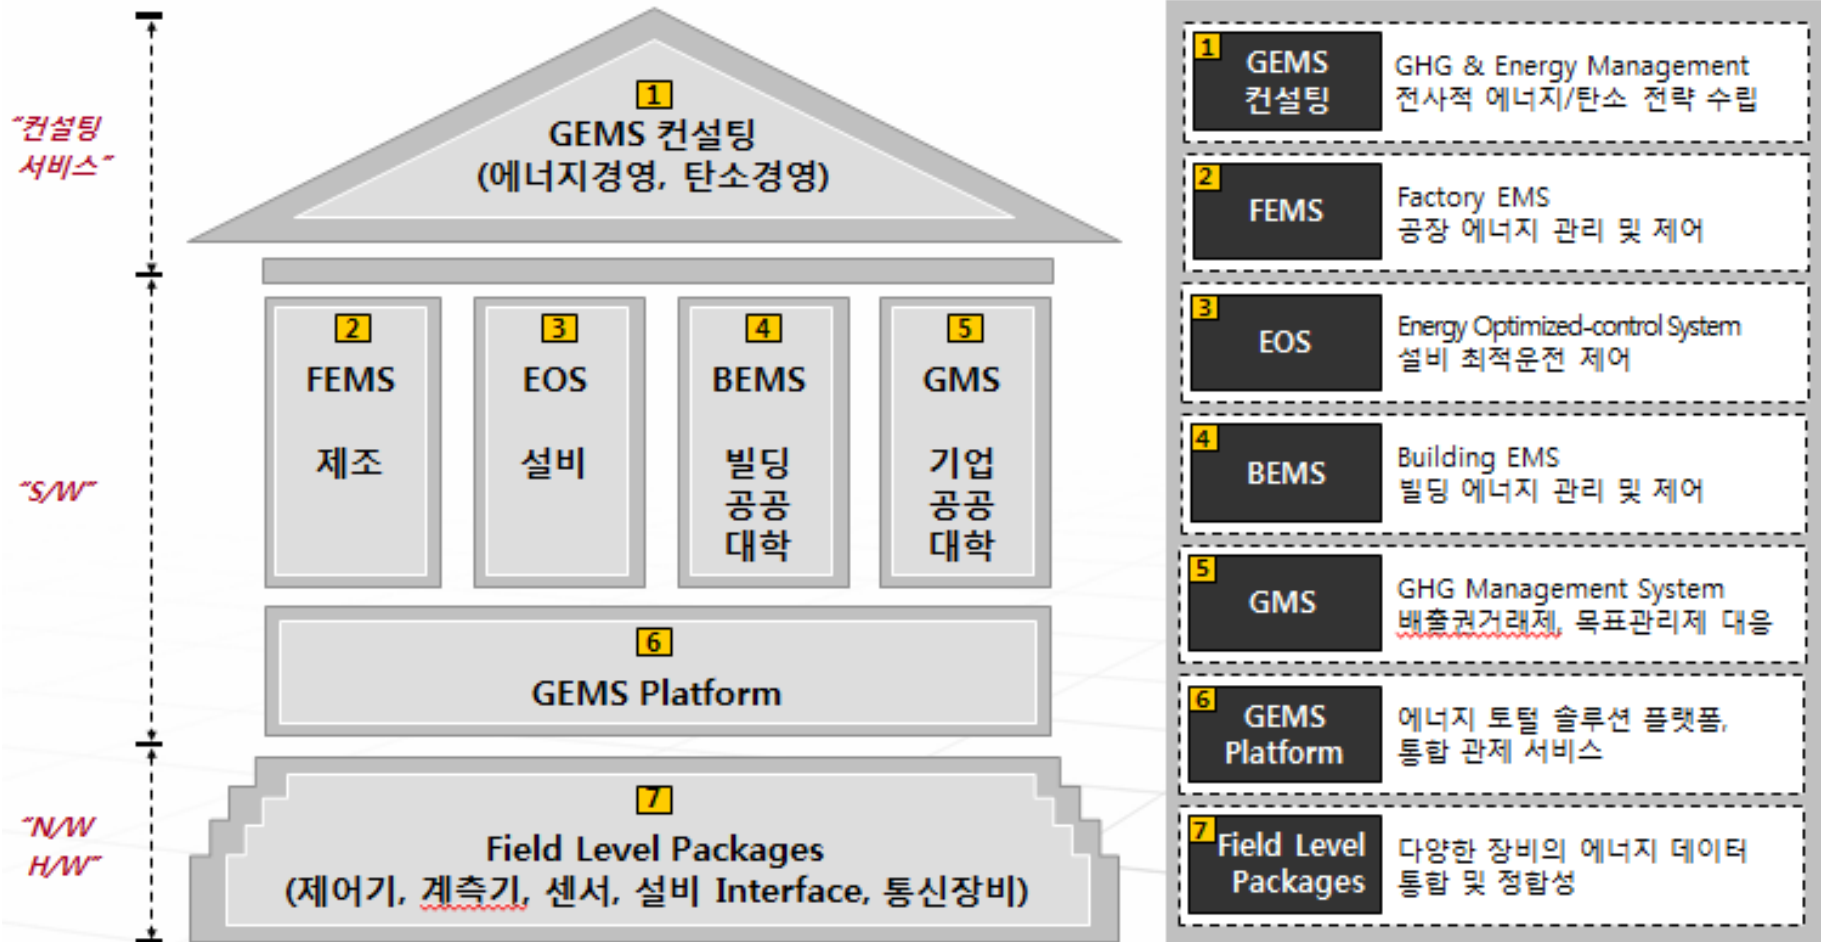 "컨설팅
서비스"
"S/W"
"N/W
H/W"
1
GEMS 컨설팅
(에너지경영, 탄소경영)
2
FEMS
제조
3
EOS
설비
4
BEMS
빌딩
공공
대학
5
GMS
기업
공공
대학
6
GEMS Platform
7
Field Level Packages
(제어기, 계측기, 센서, 설비 Interface, 통신장비)
1
GEMS
컨설팅
GHG & Energy Management
전사적 에너지/탄소 전략 수립
2
FEMS
Factory EMS
공장 에너지 관리 및 제어
3
EOS
Energy Optimized-control System
설비 최적운전 제어
4
BEMS
Building EMS
빌딩 에너지 관리 및 제어
5
GMS
GHG Management System
배출권거래제, 목표관리제 대응
6
GEMS
Platform
에너지 토털 솔루션 플랫폼,
통합 관제 서비스
7
Field Level
Packages
다양한 장비의 에너지 데이터
통합 및 정합성